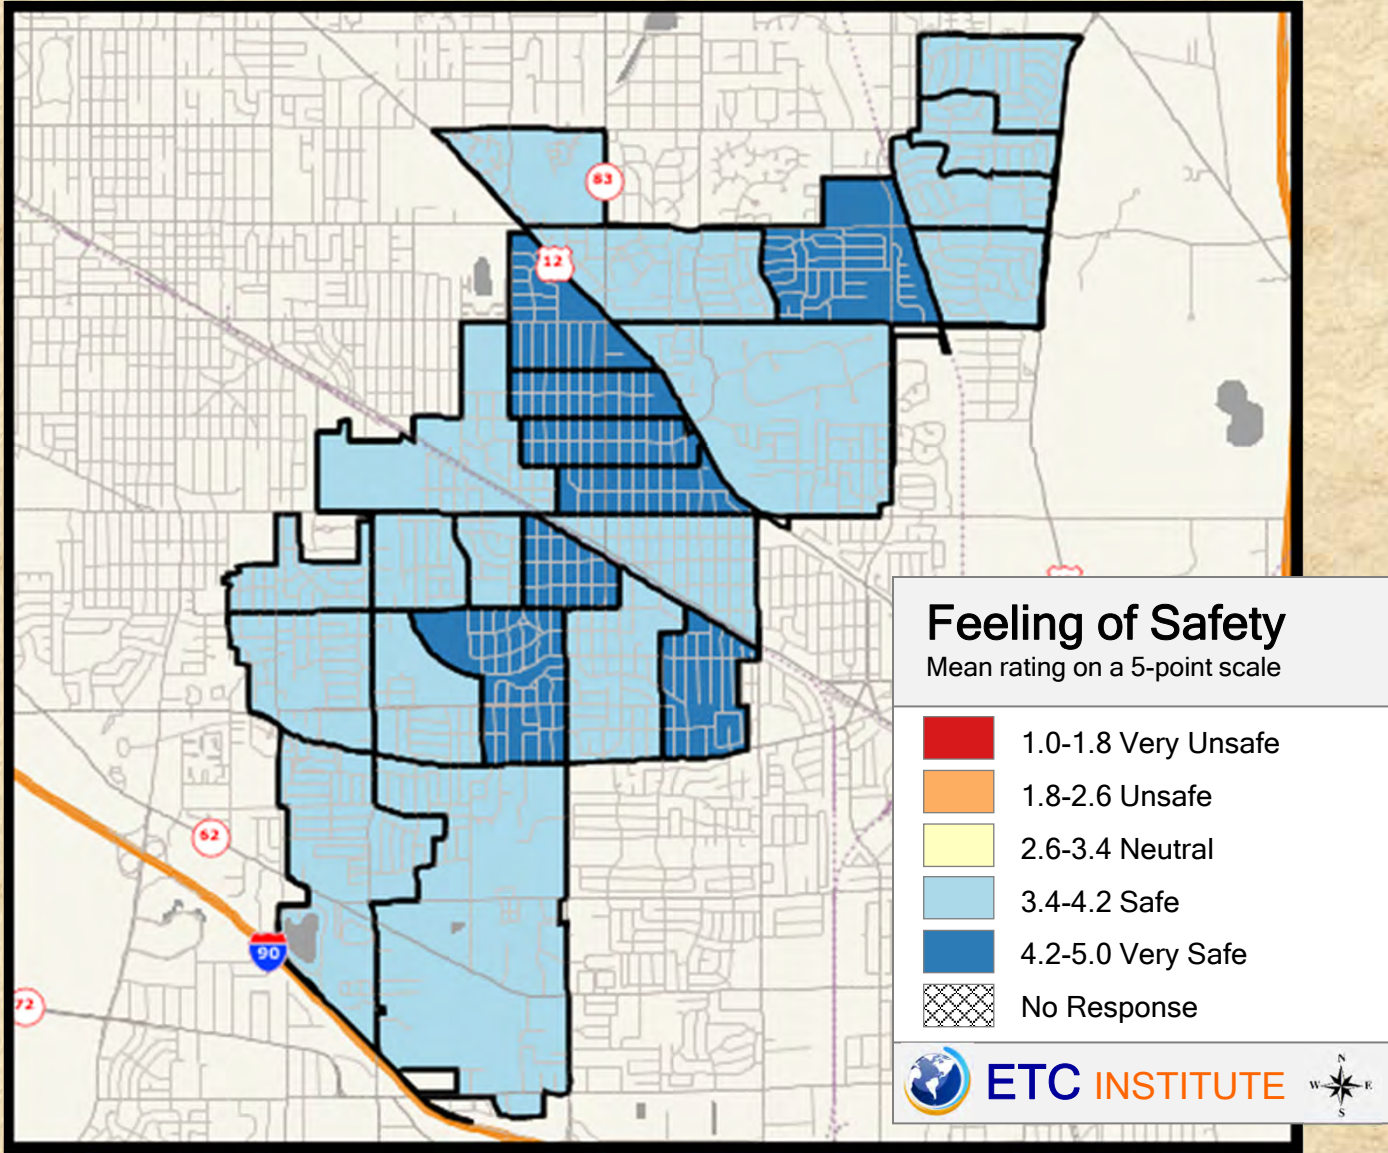 83
12
Feeling of Safety
Mean rating on a 5-point scale
1.0-1.8 Very Unsafe
1.8-2.6 Unsafe
2.6-3.4 Neutral
62
3.4-4.2 Safe
90
4.2-5.0 Very Safe
72
No Response
ETC INSTITUTE
N
W E
S